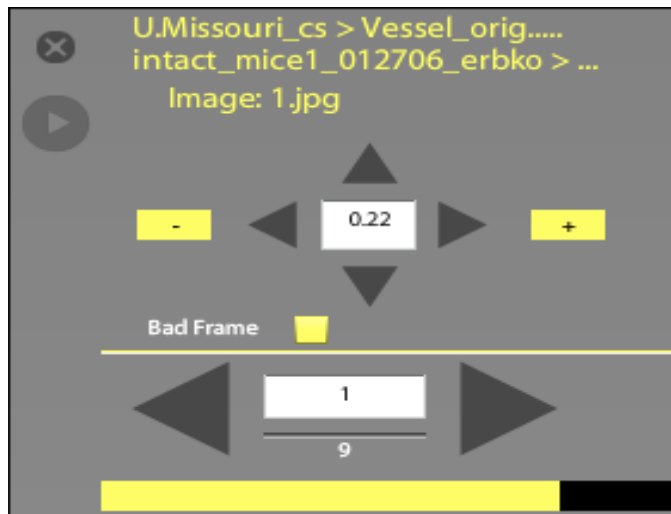 U.Missouri_cs > Vessel_orig.....
intact_mice1_012706_erbko > ...
Image: 1.jpg
- 0.22 +
Bad Frame
1
9